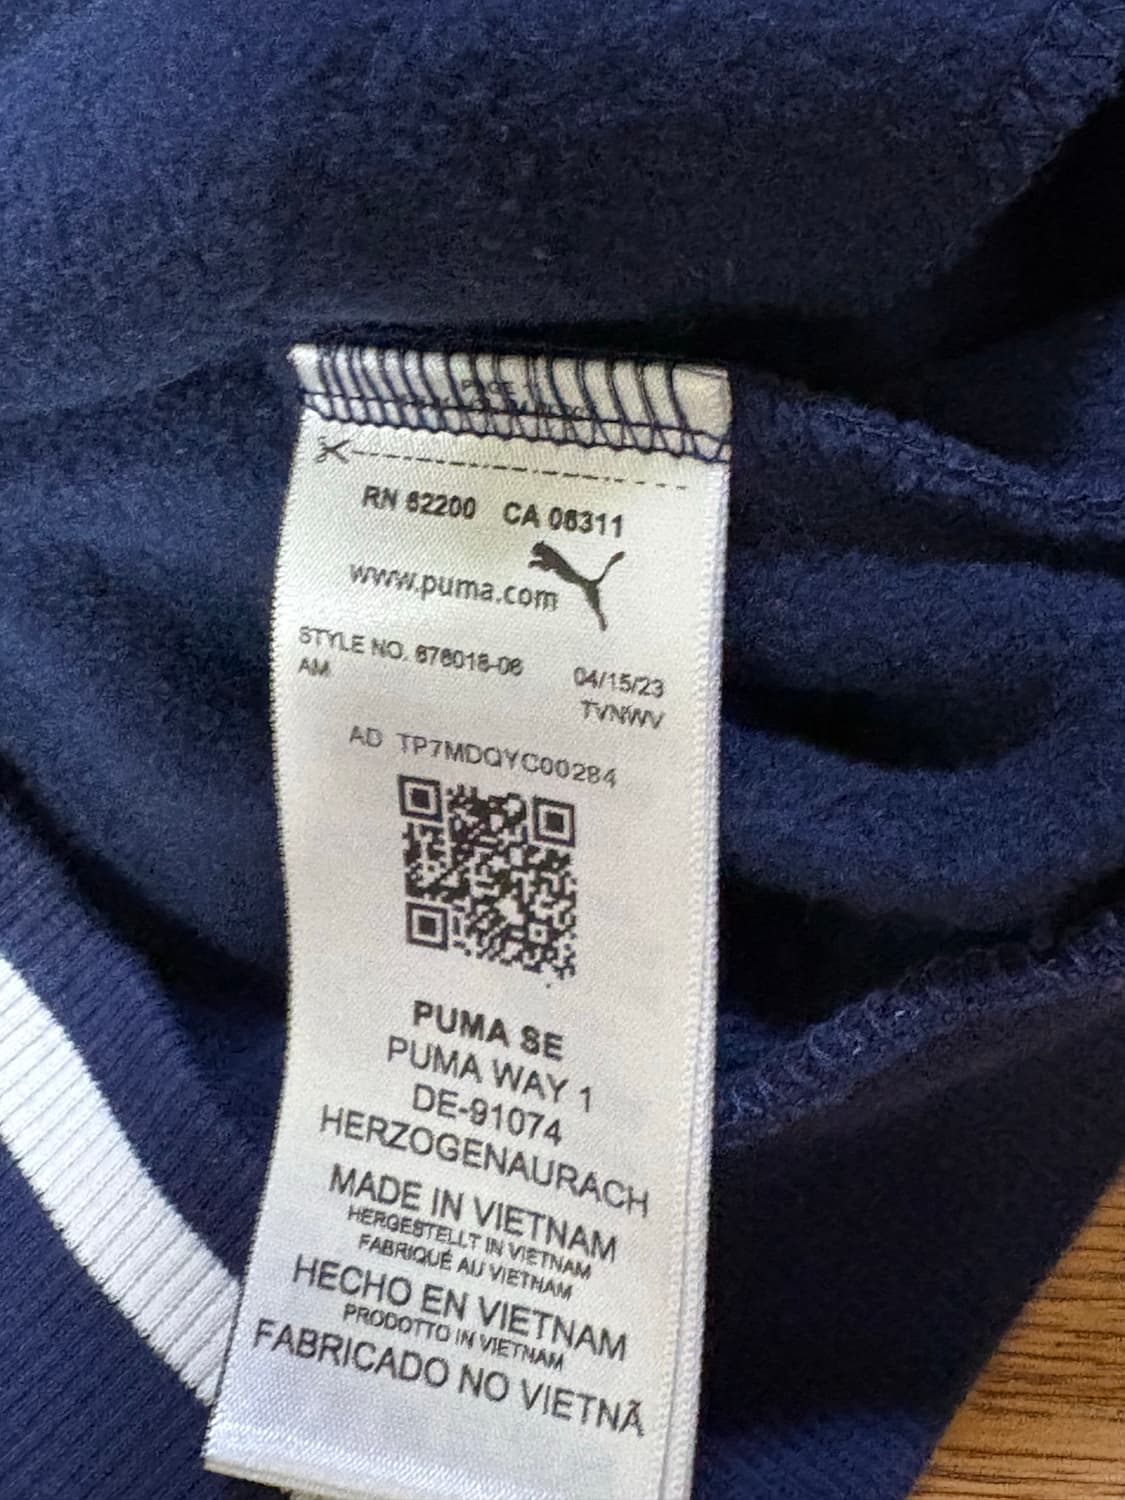 RN 62200 CA 06311
www.puma.com
STYLE NO. 676018-06 04/15/23
AM TVNWV
AD TP7MDQYC00284
PUMA SE
PUMA WAY 1
DE-91074
HERZOGENAURACH
MADE IN VIETNAM
HERGESTELLT IN VIETNAM
FABRIQUÉ AU VIETNAM
HECHO EN VIETNAM
PRODOTTO IN VIETNAM
FABRICADO NO VIETNÃ